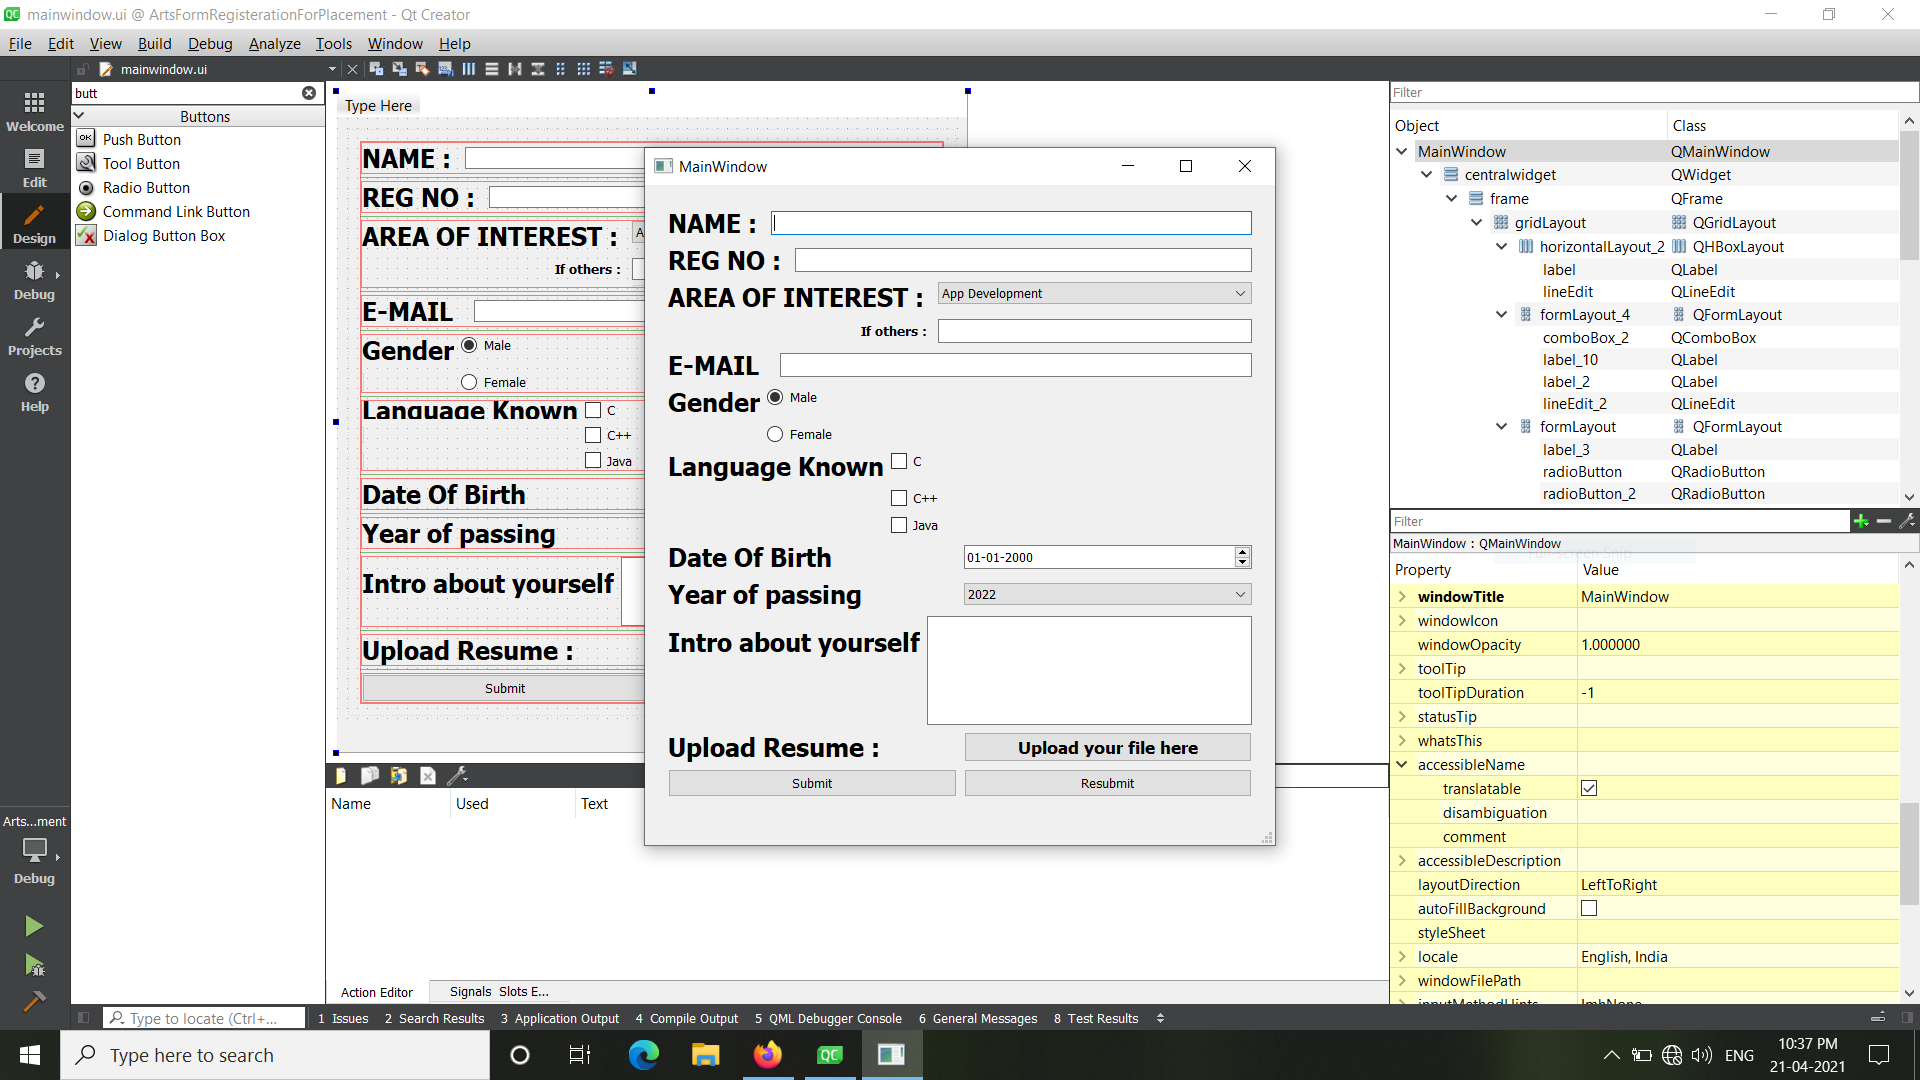 mainwindow.ui @ ArtsFormRegisterationForPlacement - Qt Creator
File Edit View Build Debug Analyze Tools Window Help
mainwindow.ui
butt
Buttons
Push Button
Tool Button
Radio Button
Command Link Button
Dialog Button Box
Welcome
Edit
Design
Debug
Projects
Help
Arts...ment
Debug
Type Here
NAME :
REG NO :
AREA OF INTEREST : A
If others :
E-MAIL
Gender Male
Female
Language Known C
C++
Java
Date Of Birth
Year of passing
Intro about yourself
Upload Resume :
Submit
MainWindow
NAME :
REG NO :
AREA OF INTEREST : App Development
If others :
E-MAIL
Gender Male
Female
Language Known C
C++
Java
Date Of Birth 01-01-2000
Year of passing 2022
Intro about yourself
Upload Resume : Upload your file here
Submit Resubmit
Name Used Text
Action Editor Signals Slots E...
Filter
Object Class
MainWindow QMainWindow
centralwidget QWidget
frame QFrame
gridLayout QGridLayout
horizontalLayout_2 QHBoxLayout
label QLabel
lineEdit QLineEdit
formLayout_4 QFormLayout
comboBox_2 QComboBox
label_10 QLabel
label_2 QLabel
lineEdit_2 QLineEdit
formLayout QFormLayout
label_3 QLabel
radioButton QRadioButton
radioButton_2 QRadioButton
Filter
MainWindow : QMainWindow
Property Value
windowTitle MainWindow
windowIcon
windowOpacity 1.000000
toolTip
toolTipDuration -1
statusTip
whatsThis
accessibleName
translatable
disambiguation
comment
accessibleDescription
layoutDirection LeftToRight
autoFillBackground
styleSheet
locale English, India
windowFilePath
inputMethodHints ImhNone
Type to locate (Ctrl+... 1 Issues 2 Search Results 3 Application Output 4 Compile Output 5 QML Debugger Console 6 General Messages 8 Test Results
Type here to search
QC
ENG
10:37 PM
21-04-2021